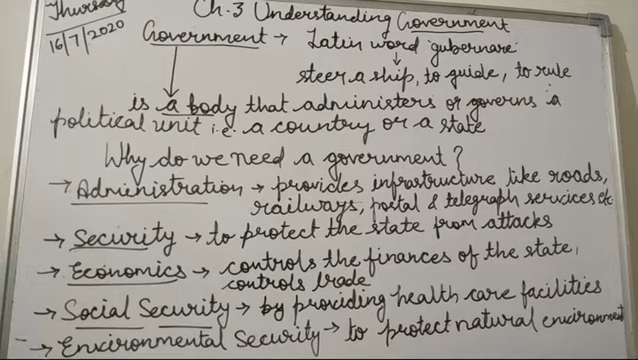 Thursday
16/7/2020
Ch-3 Understanding Government
Government → Latin word 'gubernare'
steer a ship, to guide, to rule
is a body that administers or governs a
political unit i.e. a country or a state
Why do we need a government?
→ Administration → provides infrastructure like roads,
railways, postal & telegraph services etc
→ Security → to protect the state from attacks
→ Economics → controls the finances of the state,
controls trade
→ Social Security → by providing health care facilities
→ Environmental Security → to protect natural environment